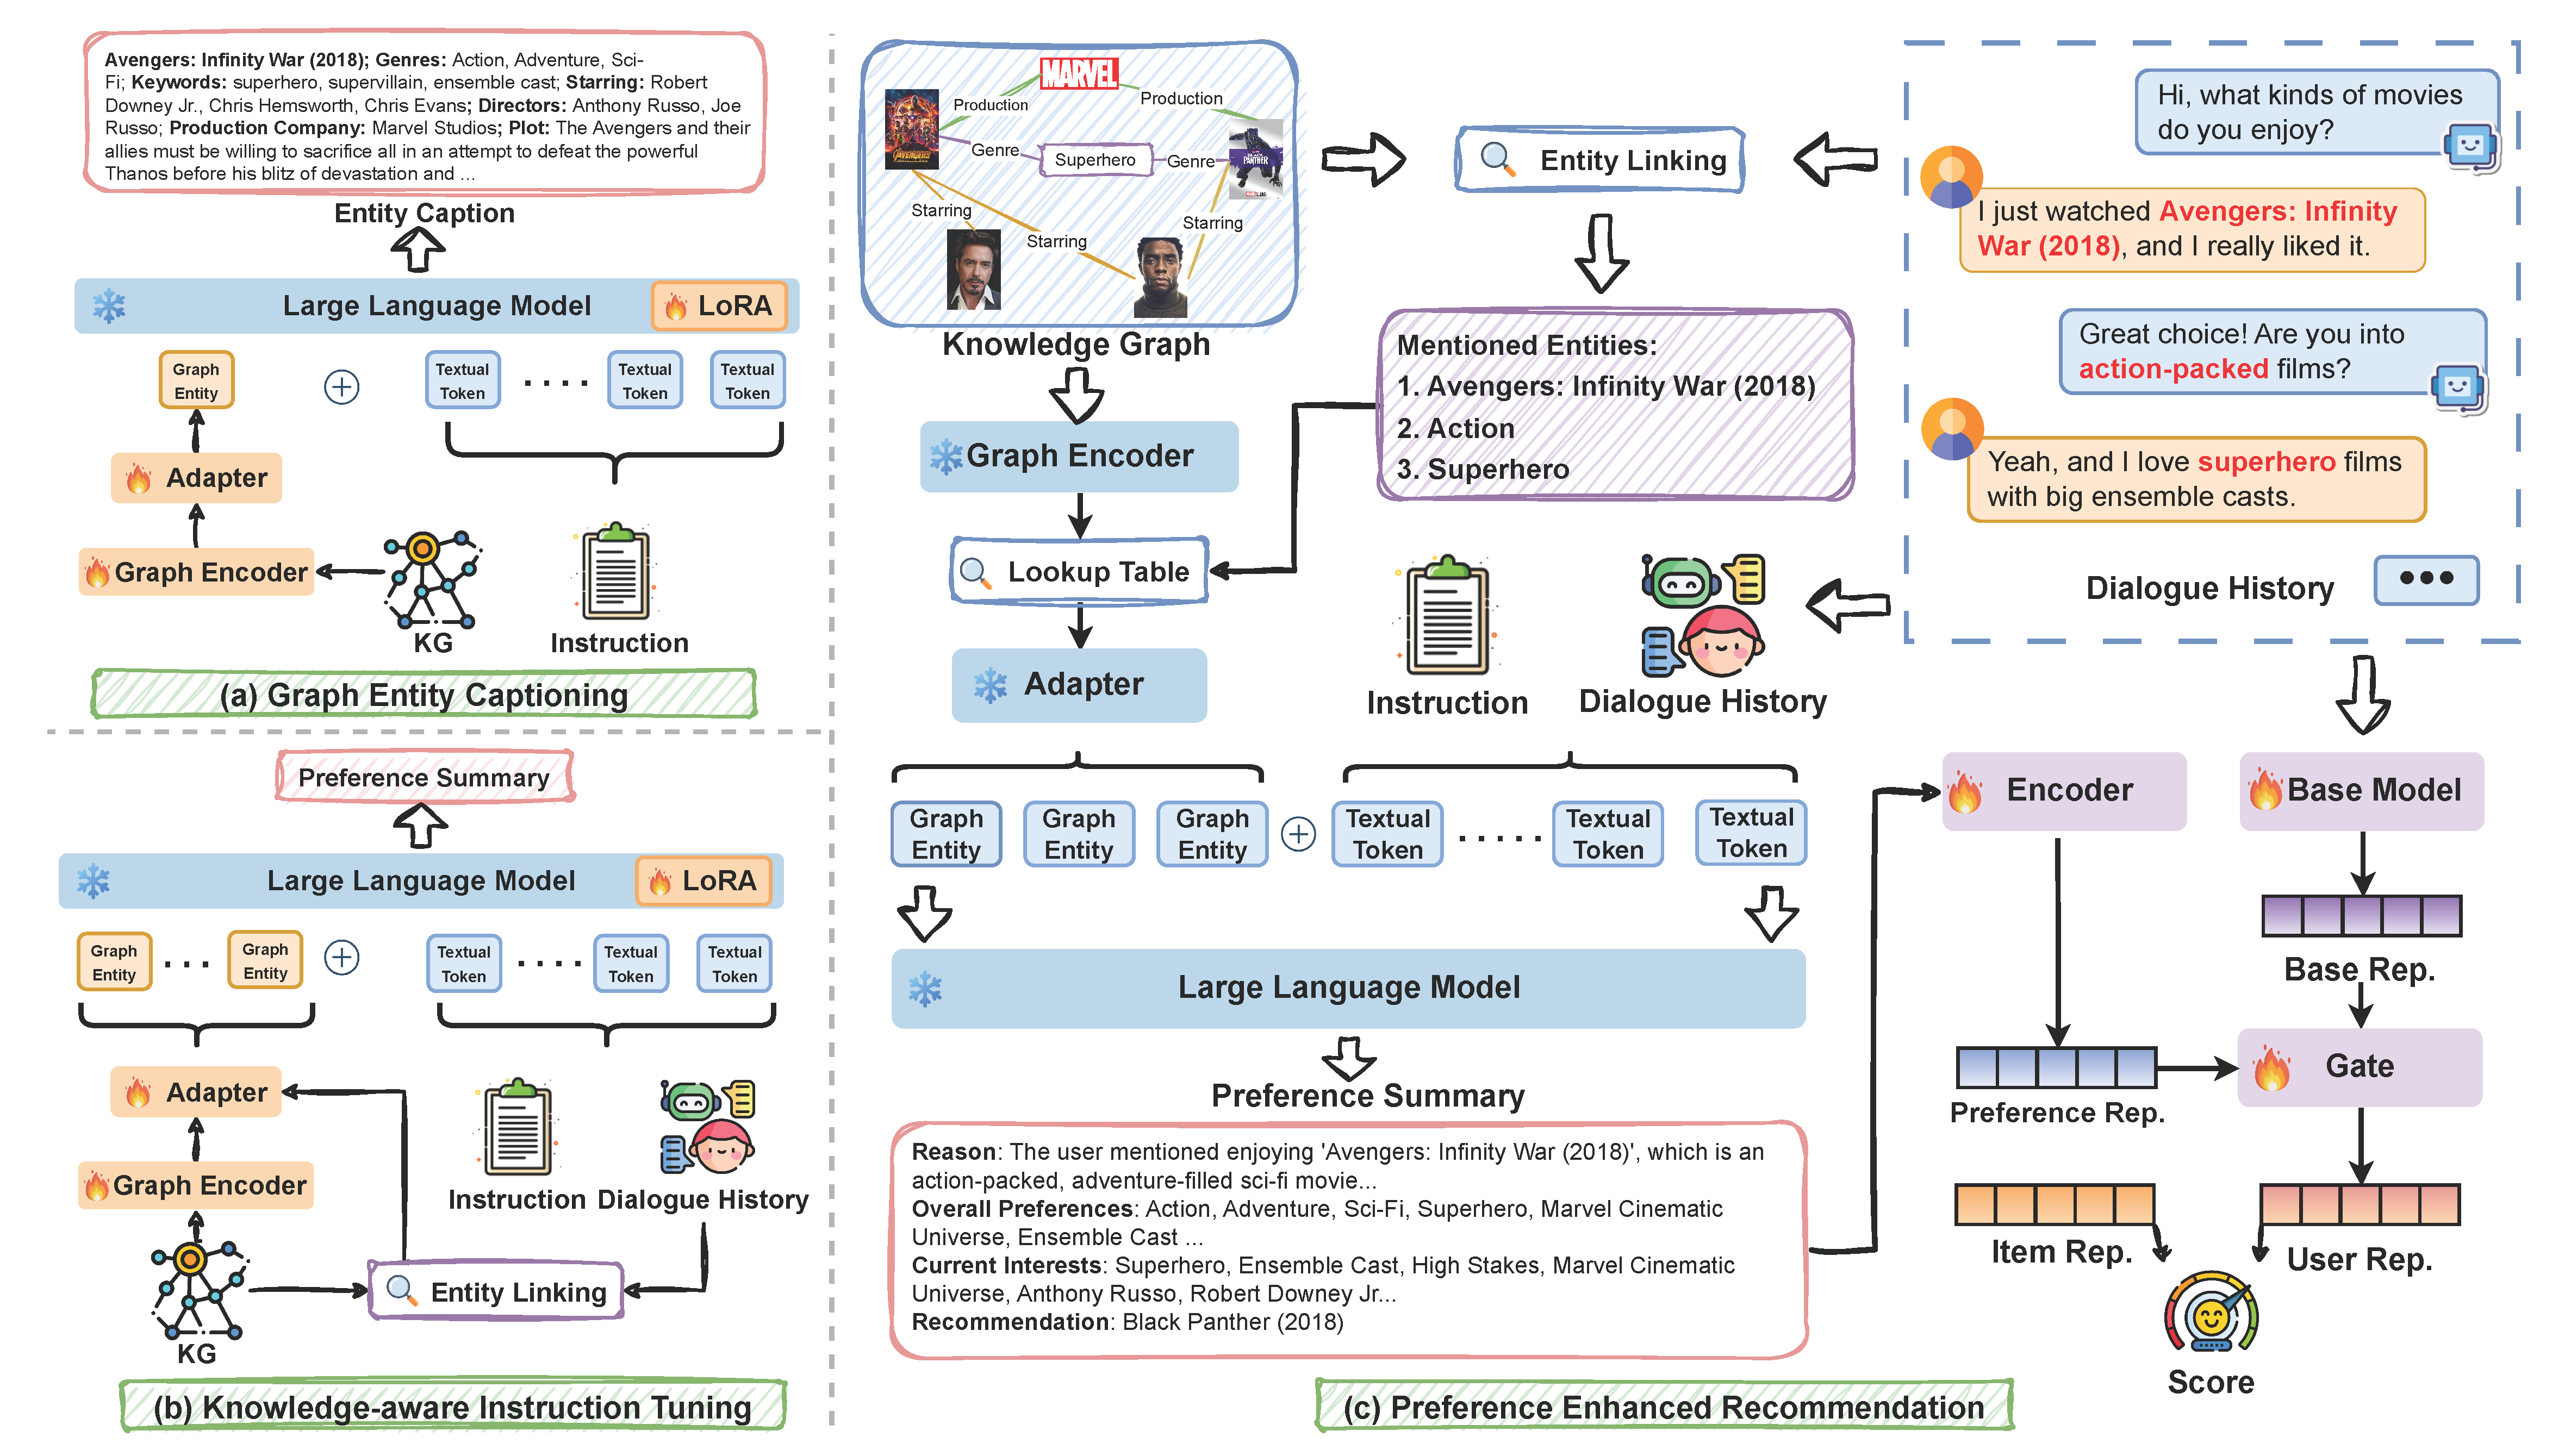 Avengers: Infinity War (2018); Genres: Action, Adventure, Sci-
Fi; Keywords: superhero, supervillain, ensemble cast; Starring: Robert
Downey Jr., Chris Hemsworth, Chris Evans; Directors: Anthony Russo, Joe
Russo; Production Company: Marvel Studios; Plot: The Avengers and their
allies must be willing to sacrifice all in an attempt to defeat the powerful
Thanos before his blitz of devastation and ...
Entity Caption
Large Language Model
LoRA
Graph
Entity
Textual
Token
Textual
Token
Textual
Token
Adapter
Graph Encoder
KG
Instruction
(a) Graph Entity Captioning
Preference Summary
Large Language Model
LoRA
Graph
Entity
Graph
Entity
Textual
Token
Textual
Token
Textual
Token
Adapter
Graph Encoder
Instruction
Dialogue History
Entity Linking
KG
(b) Knowledge-aware Instruction Tuning
MARVEL
Production
Production
AVENGERS
Genre
Superhero
Genre
PANTHER
Starring
Starring
Starring
Knowledge Graph
Entity Linking
Mentioned Entities:
1. Avengers: Infinity War (2018)
2. Action
3. Superhero
Graph Encoder
Lookup Table
Adapter
Instruction
Dialogue History
Hi, what kinds of movies
do you enjoy?
I just watched Avengers: Infinity
War (2018), and I really liked it.
Great choice! Are you into
action-packed films?
Yeah, and I love superhero films
with big ensemble casts.
Dialogue History
Graph
Entity
Graph
Entity
Graph
Entity
Textual
Token
Textual
Token
Textual
Token
Large Language Model
Preference Summary
Reason: The user mentioned enjoying 'Avengers: Infinity War (2018)', which is an
action-packed, adventure-filled sci-fi movie...
Overall Preferences: Action, Adventure, Sci-Fi, Superhero, Marvel Cinematic
Universe, Ensemble Cast ...
Current Interests: Superhero, Ensemble Cast, High Stakes, Marvel Cinematic
Universe, Anthony Russo, Robert Downey Jr...
Recommendation: Black Panther (2018)
Encoder
Base Model
Base Rep.
Preference Rep.
Gate
Item Rep.
User Rep.
Score
(c) Preference Enhanced Recommendation